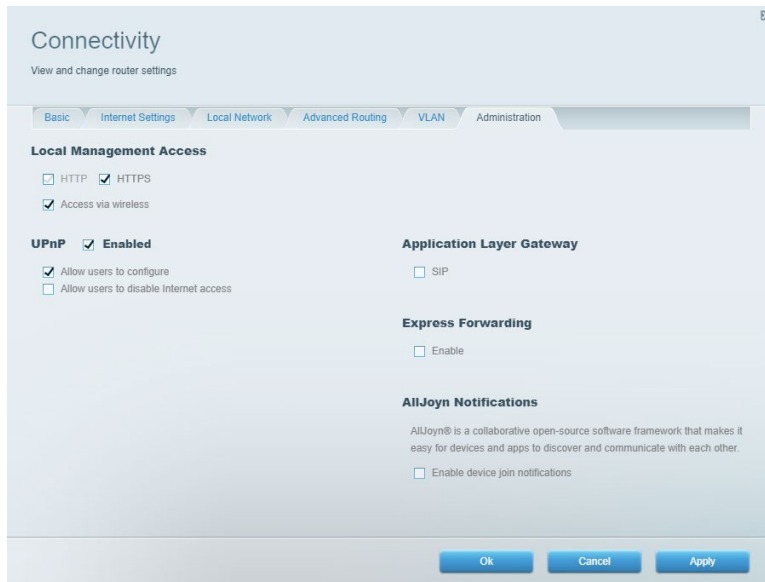 Connectivity
View and change router settings
Basic
Internet Settings
Local Network
Advanced Routing
VLAN
Administration
Local Management Access
HTTP
HTTPS
Access via wireless
UPnP
Enabled
Allow users to configure
Allow users to disable Internet access
Application Layer Gateway
SIP
Express Forwarding
Enable
AllJoyn Notifications
AllJoyn® is a collaborative open-source software framework that makes it
easy for devices and apps to discover and communicate with each other.
Enable device join notifications
Ok
Cancel
Apply